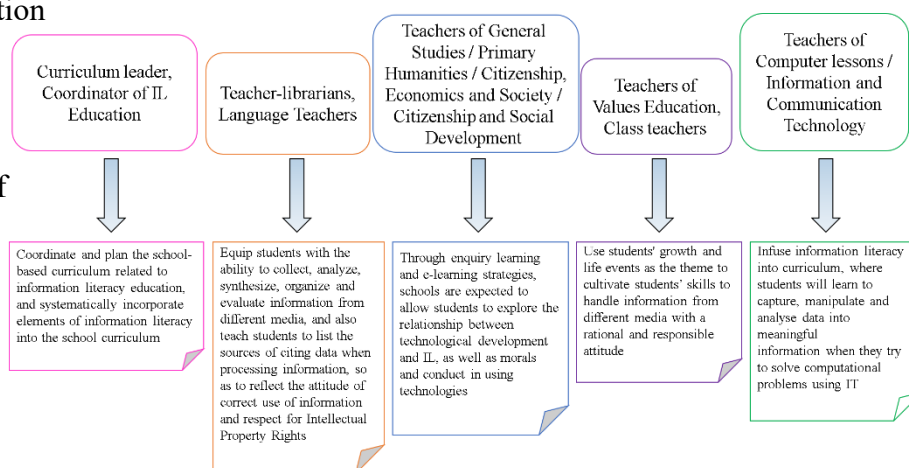 tion
Curriculum leader,
Coordinator of IL
Education
Teacher-librarians,
Language Teachers
Teachers of General
Studies / Primary
Humanities / Citizenship,
Economics and Society /
Citizenship and Social
Development
Teachers of
Values Education,
Class teachers
Teachers of
Computer lessons /
Information and
Communication
Technology
f
Coordinate and plan the school-
based curriculum related to
information literacy education,
and systematically incorporate
elements of information literacy
into the school curriculum
Equip students with the
ability to collect, analyze,
synthesize, organize and
evaluate information from
different media, and also
teach students to list the
sources of citing data when
processing information, so
as to reflect the attitude of
correct use of information
and respect for Intellectual
Property Rights
Through enquiry learning
and e-learning strategies,
schools are expected to
allow students to explore the
relationship between
technological development
and IL, as well as morals
and conduct in using
technologies
Use students' growth and
life events as the theme to
cultivate students' skills to
handle information from
different media with a
rational and responsible
attitude
Infuse information literacy
into curriculum, where
students will learn to
capture, manipulate and
analyse data into
meaningful
information when they try
to solve computational
problems using IT